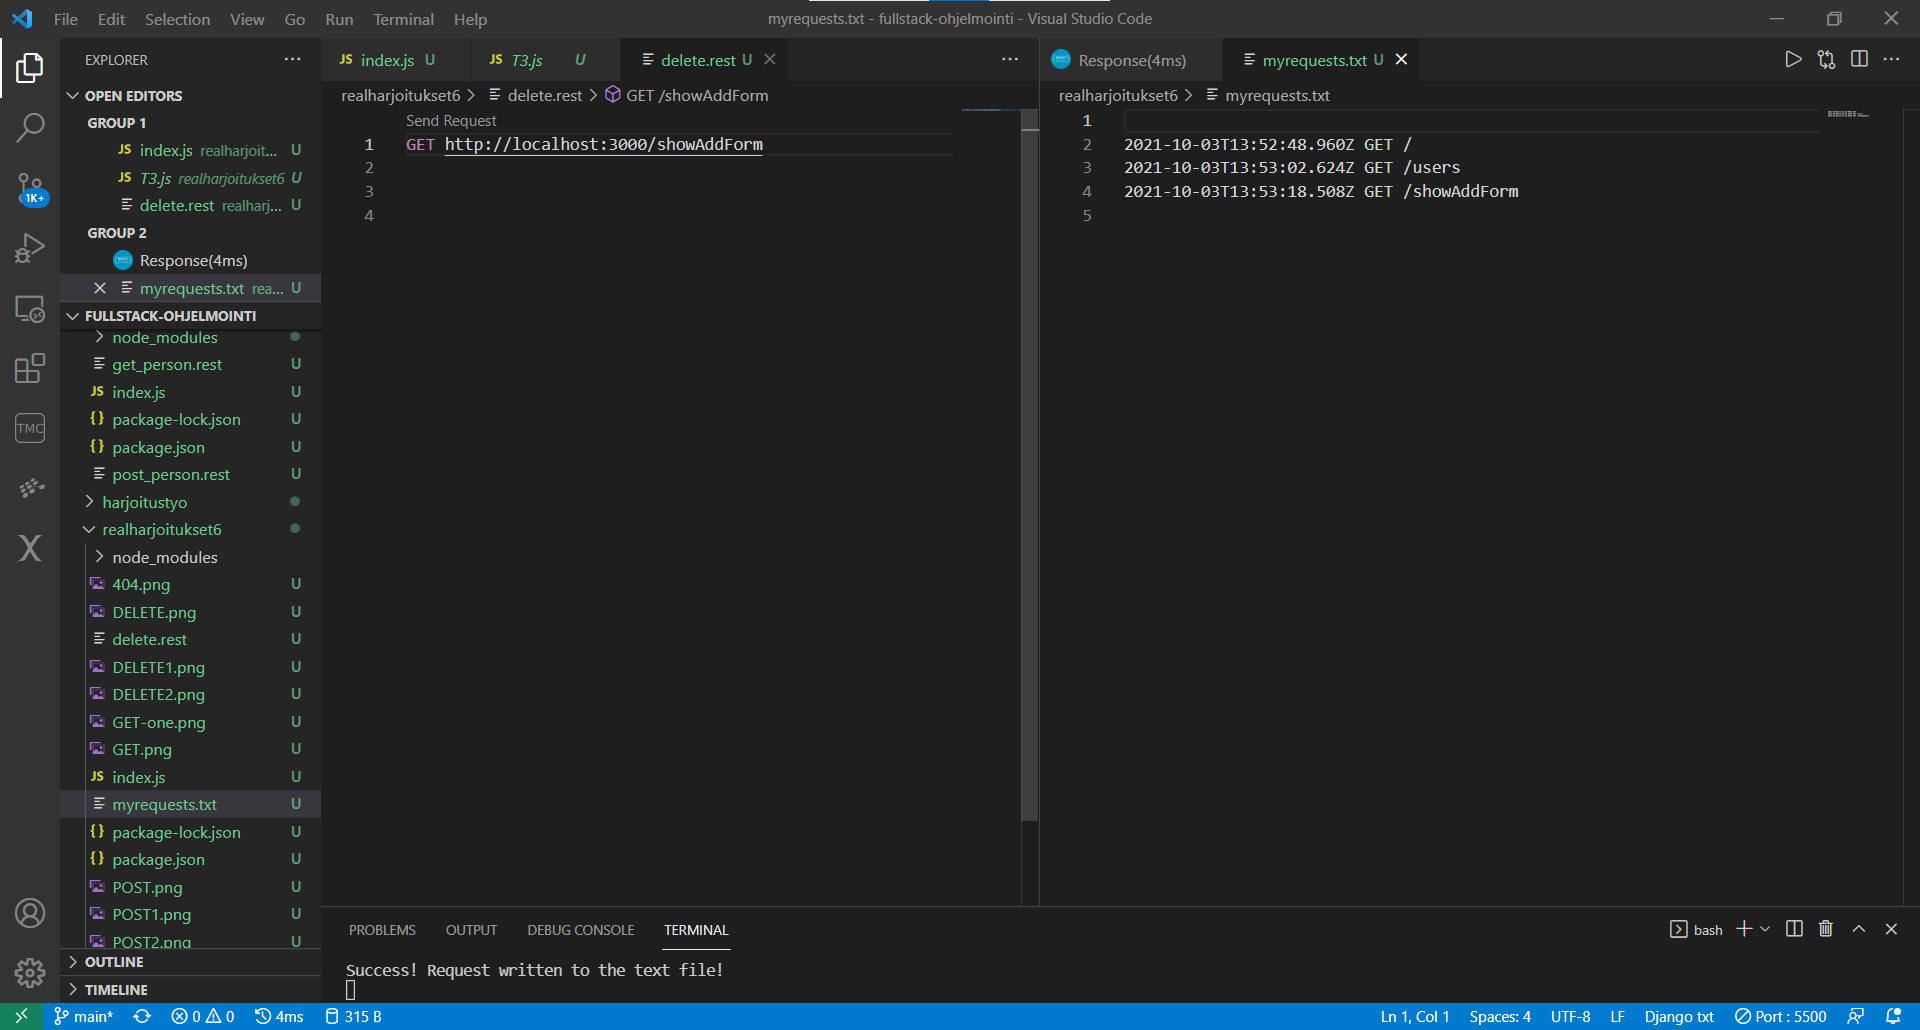 File Edit Selection View Go Run Terminal Help
myrequests.txt - fullstack-ohjelmointi - Visual Studio Code
EXPLORER
OPEN EDITORS
GROUP 1
JS index.js realharjoit... U
JS T3.js realharjoitukset6 U
delete.rest realharj... U
GROUP 2
Response(4ms)
myrequests.txt rea... U
FULLSTACK-OHJELMOINTI
node_modules
get_person.rest U
JS index.js U
{} package-lock.json U
{} package.json U
post_person.rest U
harjoitustyo
realharjoitukset6
node_modules
404.png U
DELETE.png U
delete.rest U
DELETE1.png U
DELETE2.png U
GET-one.png U
GET.png U
JS index.js U
myrequests.txt U
{} package-lock.json U
{} package.json U
POST.png U
POST1.png U
POST2.png U
OUTLINE
TIMELINE
1K+
TMC
JS index.js U
JS T3.js U
delete.rest U
realharjoitukset6 > delete.rest > GET /showAddForm
Send Request
1 GET http://localhost:3000/showAddForm
2
3
4
Response(4ms)
myrequests.txt U
realharjoitukset6 > myrequests.txt
1
2 2021-10-03T13:52:48.960Z GET /
3 2021-10-03T13:53:02.624Z GET /users
4 2021-10-03T13:53:18.508Z GET /showAddForm
5
PROBLEMS OUTPUT DEBUG CONSOLE TERMINAL
bash
Success! Request written to the text file!
main* 0 0 4ms 315 B
Ln 1, Col 1 Spaces: 4 UTF-8 LF Django txt Port : 5500